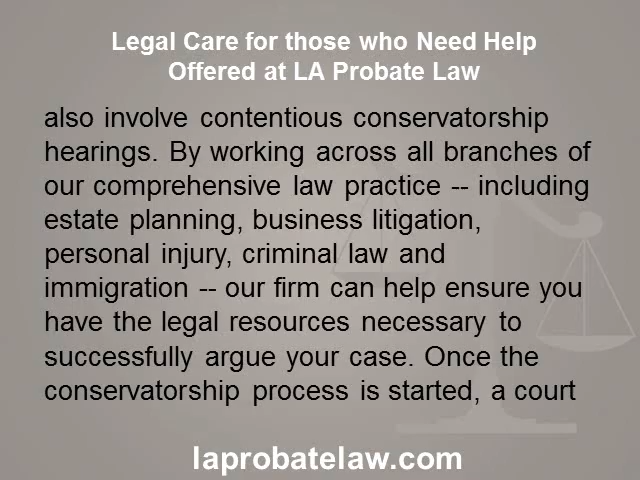 Legal Care for those who Need Help
Offered at LA Probate Law
also involve contentious conservatorship
hearings. By working across all branches of
our comprehensive law practice -- including
estate planning, business litigation,
personal injury, criminal law and
immigration -- our firm can help ensure you
have the legal resources necessary to
successfully argue your case. Once the
conservatorship process is started, a court
laprobatelaw.com